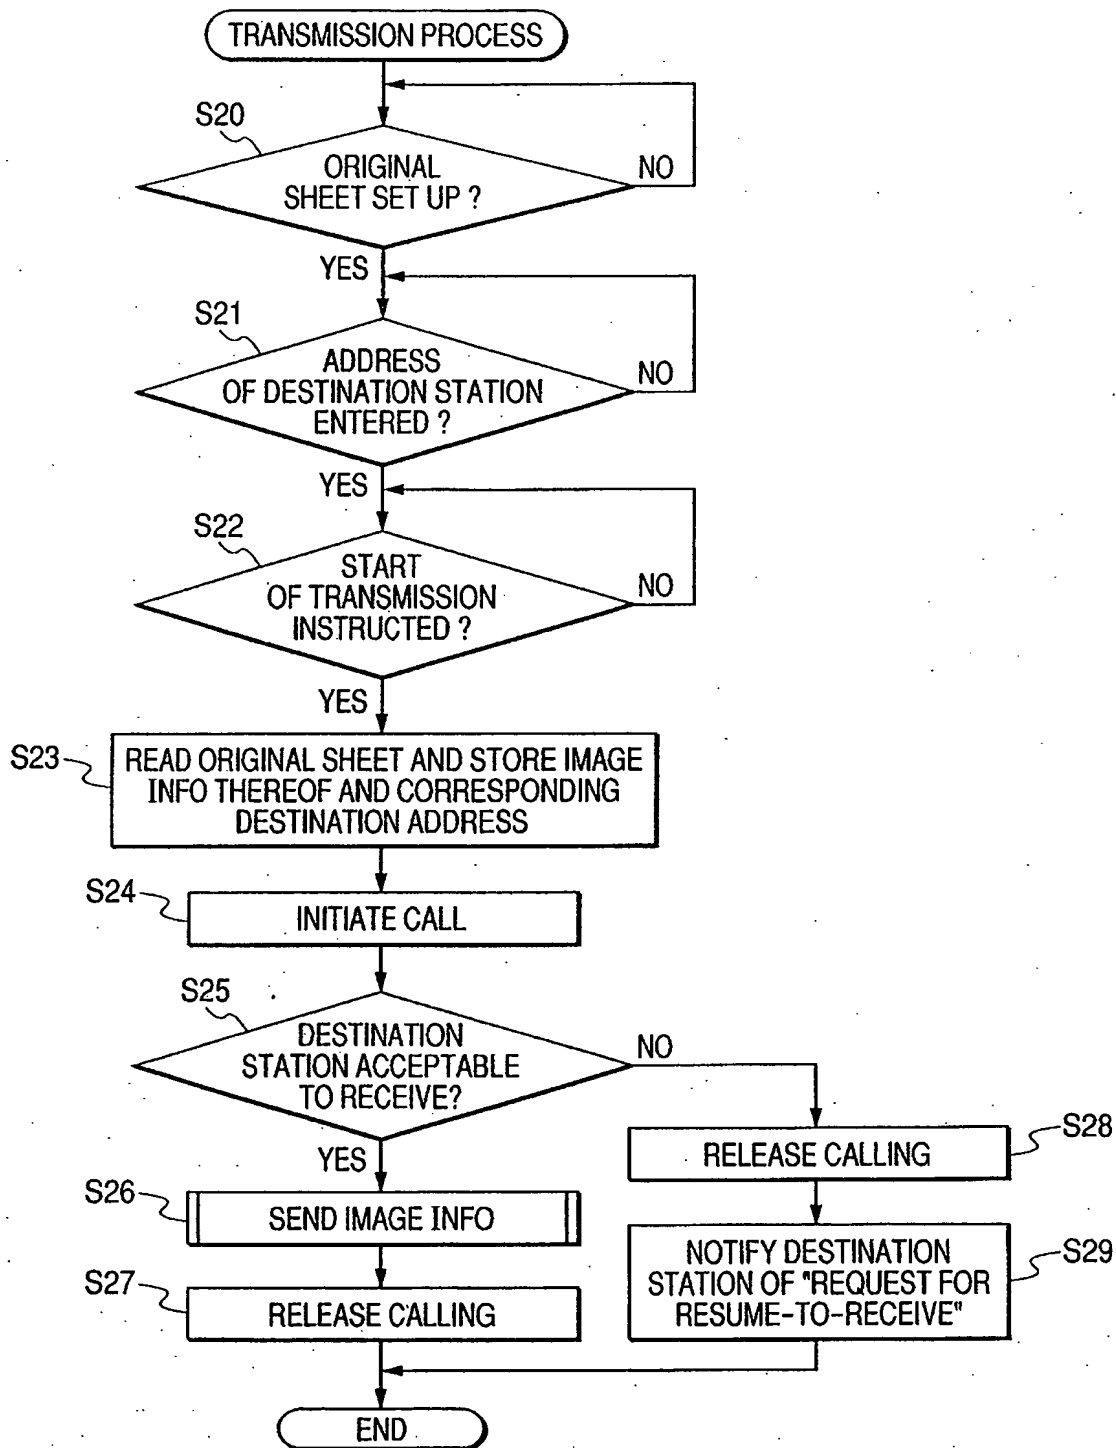 TRANSMISSION PROCESS
S20
ORIGINAL
SHEET SET UP ?
NO
YES
S21
ADDRESS
OF DESTINATION STATION
ENTERED ?
NO
YES
S22
START
OF TRANSMISSION
INSTRUCTED ?
NO
YES
S23
READ ORIGINAL SHEET AND STORE IMAGE
INFO THEREOF AND CORRESPONDING
DESTINATION ADDRESS
S24
INITIATE CALL
S25
DESTINATION
STATION ACCEPTABLE
TO RECEIVE?
NO
YES
S28
RELEASE CALLING
S26
SEND IMAGE INFO
S29
NOTIFY DESTINATION
STATION OF "REQUEST FOR
RESUME-TO-RECEIVE"
S27
RELEASE CALLING
END